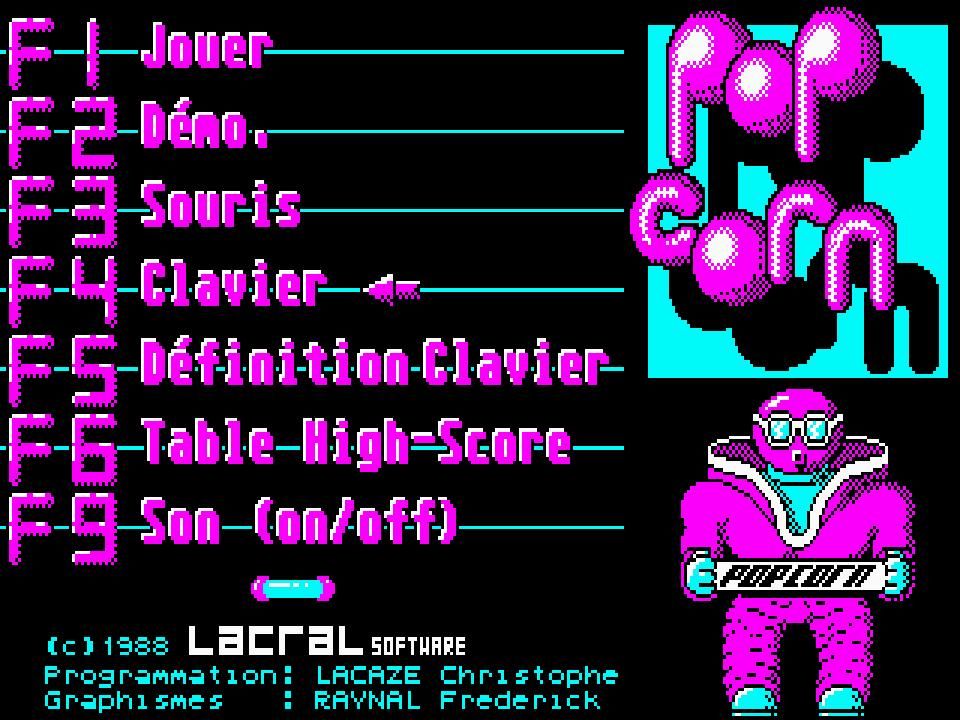 F1 Jouer
F2 Démo.
F3 Souris
F4 Clavier
F5 Définition Clavier
F6 Table High-Score
F9 Son (on/off)
(c) 1988 Lacral SOFTWARE
Programmation: LACAZE Christophe
Graphismes : RAYNAL Frederick
PoP
corn
POPCORN